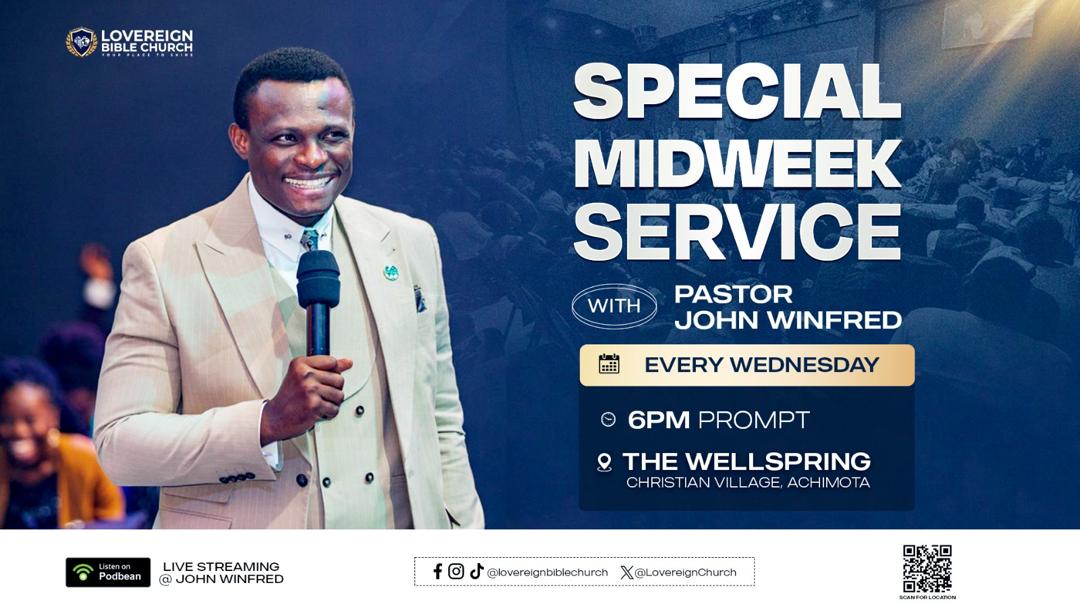 LOVEREIGN
BIBLE CHURCH
YOUR PLACE TO SHINE
SPECIAL
MIDWEEK
SERVICE
WITH
PASTOR
JOHN WINFRED
EVERY WEDNESDAY
6PM PROMPT
THE WELLSPRING
CHRISTIAN VILLAGE, ACHIMOTA
Listen on
Podbean
LIVE STREAMING
@ JOHN WINFRED
@lovereignbiblechurch
@LovereignChurch
SCAN FOR LOCATION